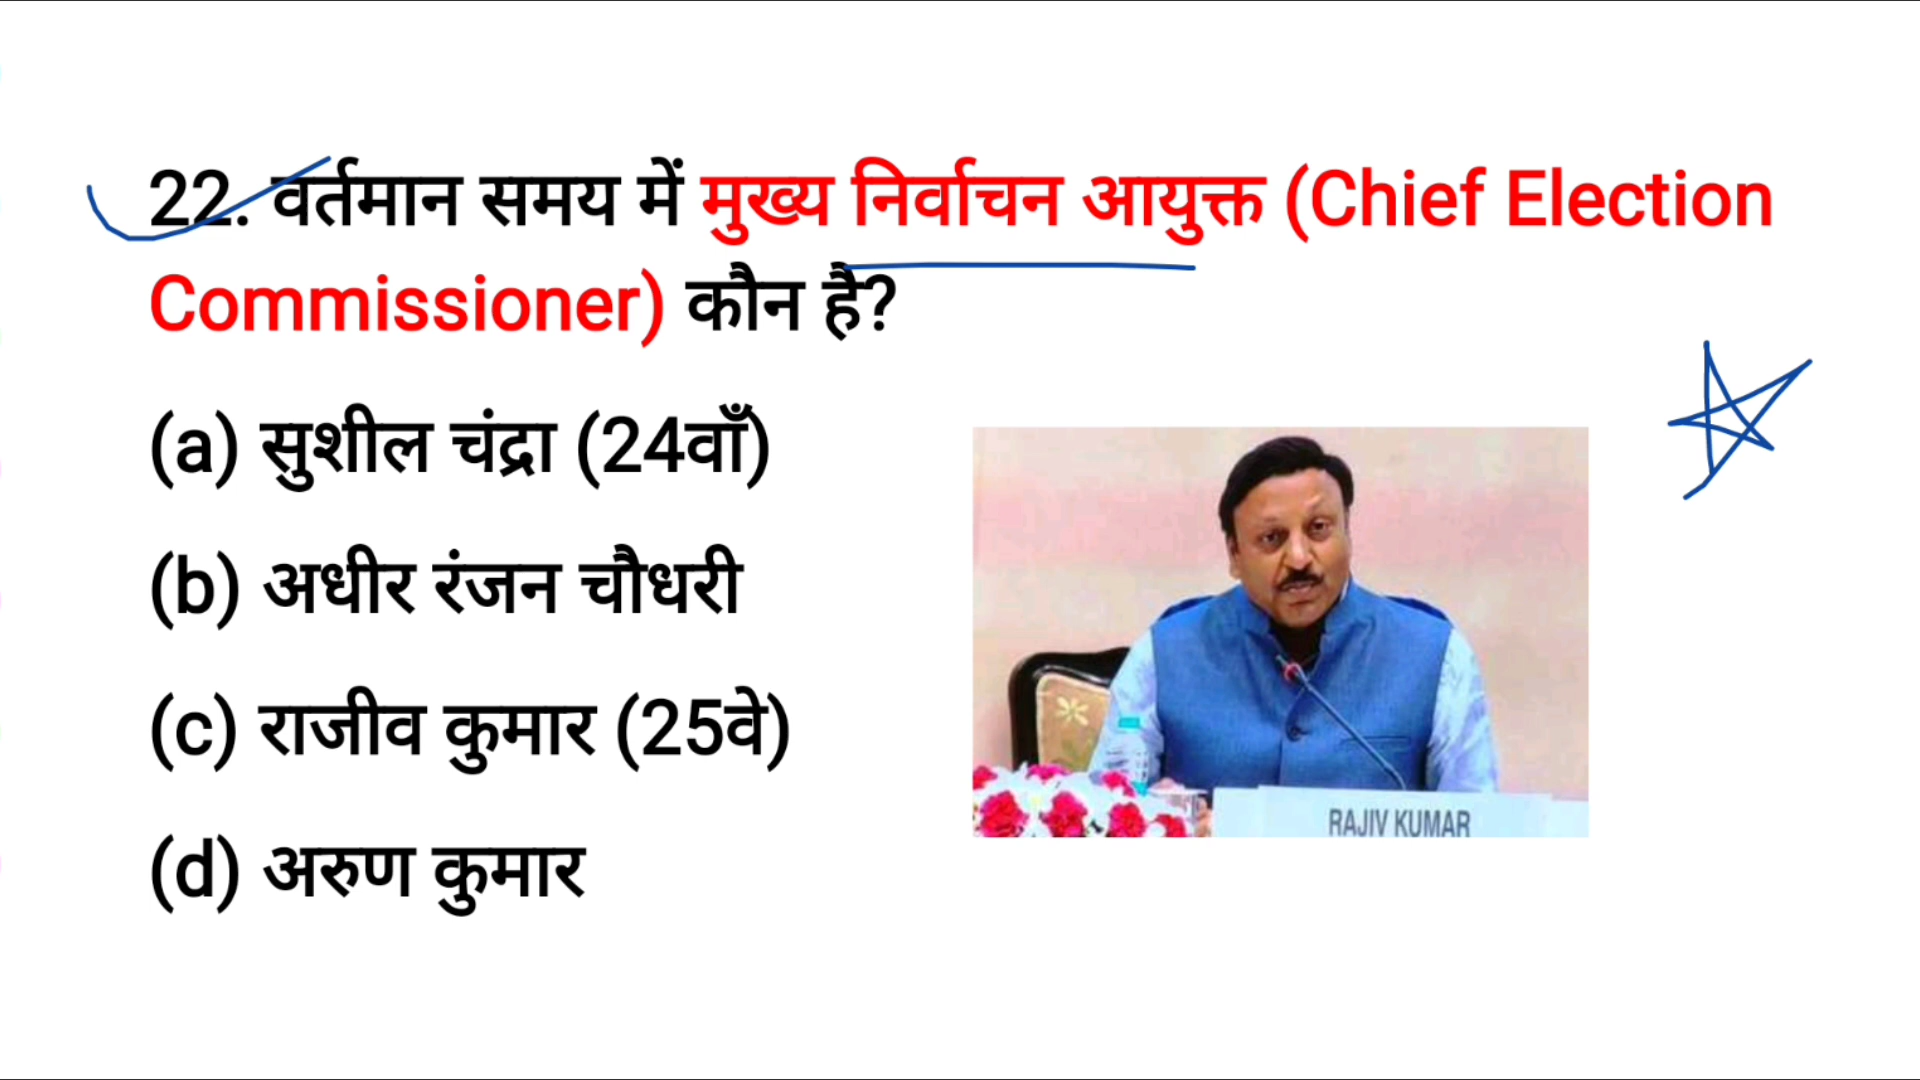 22. वर्तमान समय में मुख्य निर्वाचन आयुक्त (Chief Election
Commissioner) कौन है?
(a) सुशील चंद्रा (24वाँ)
(b) अधीर रंजन चौधरी
(c) राजीव कुमार (25वे)
(d) अरुण कुमार
RAJIV KUMAR